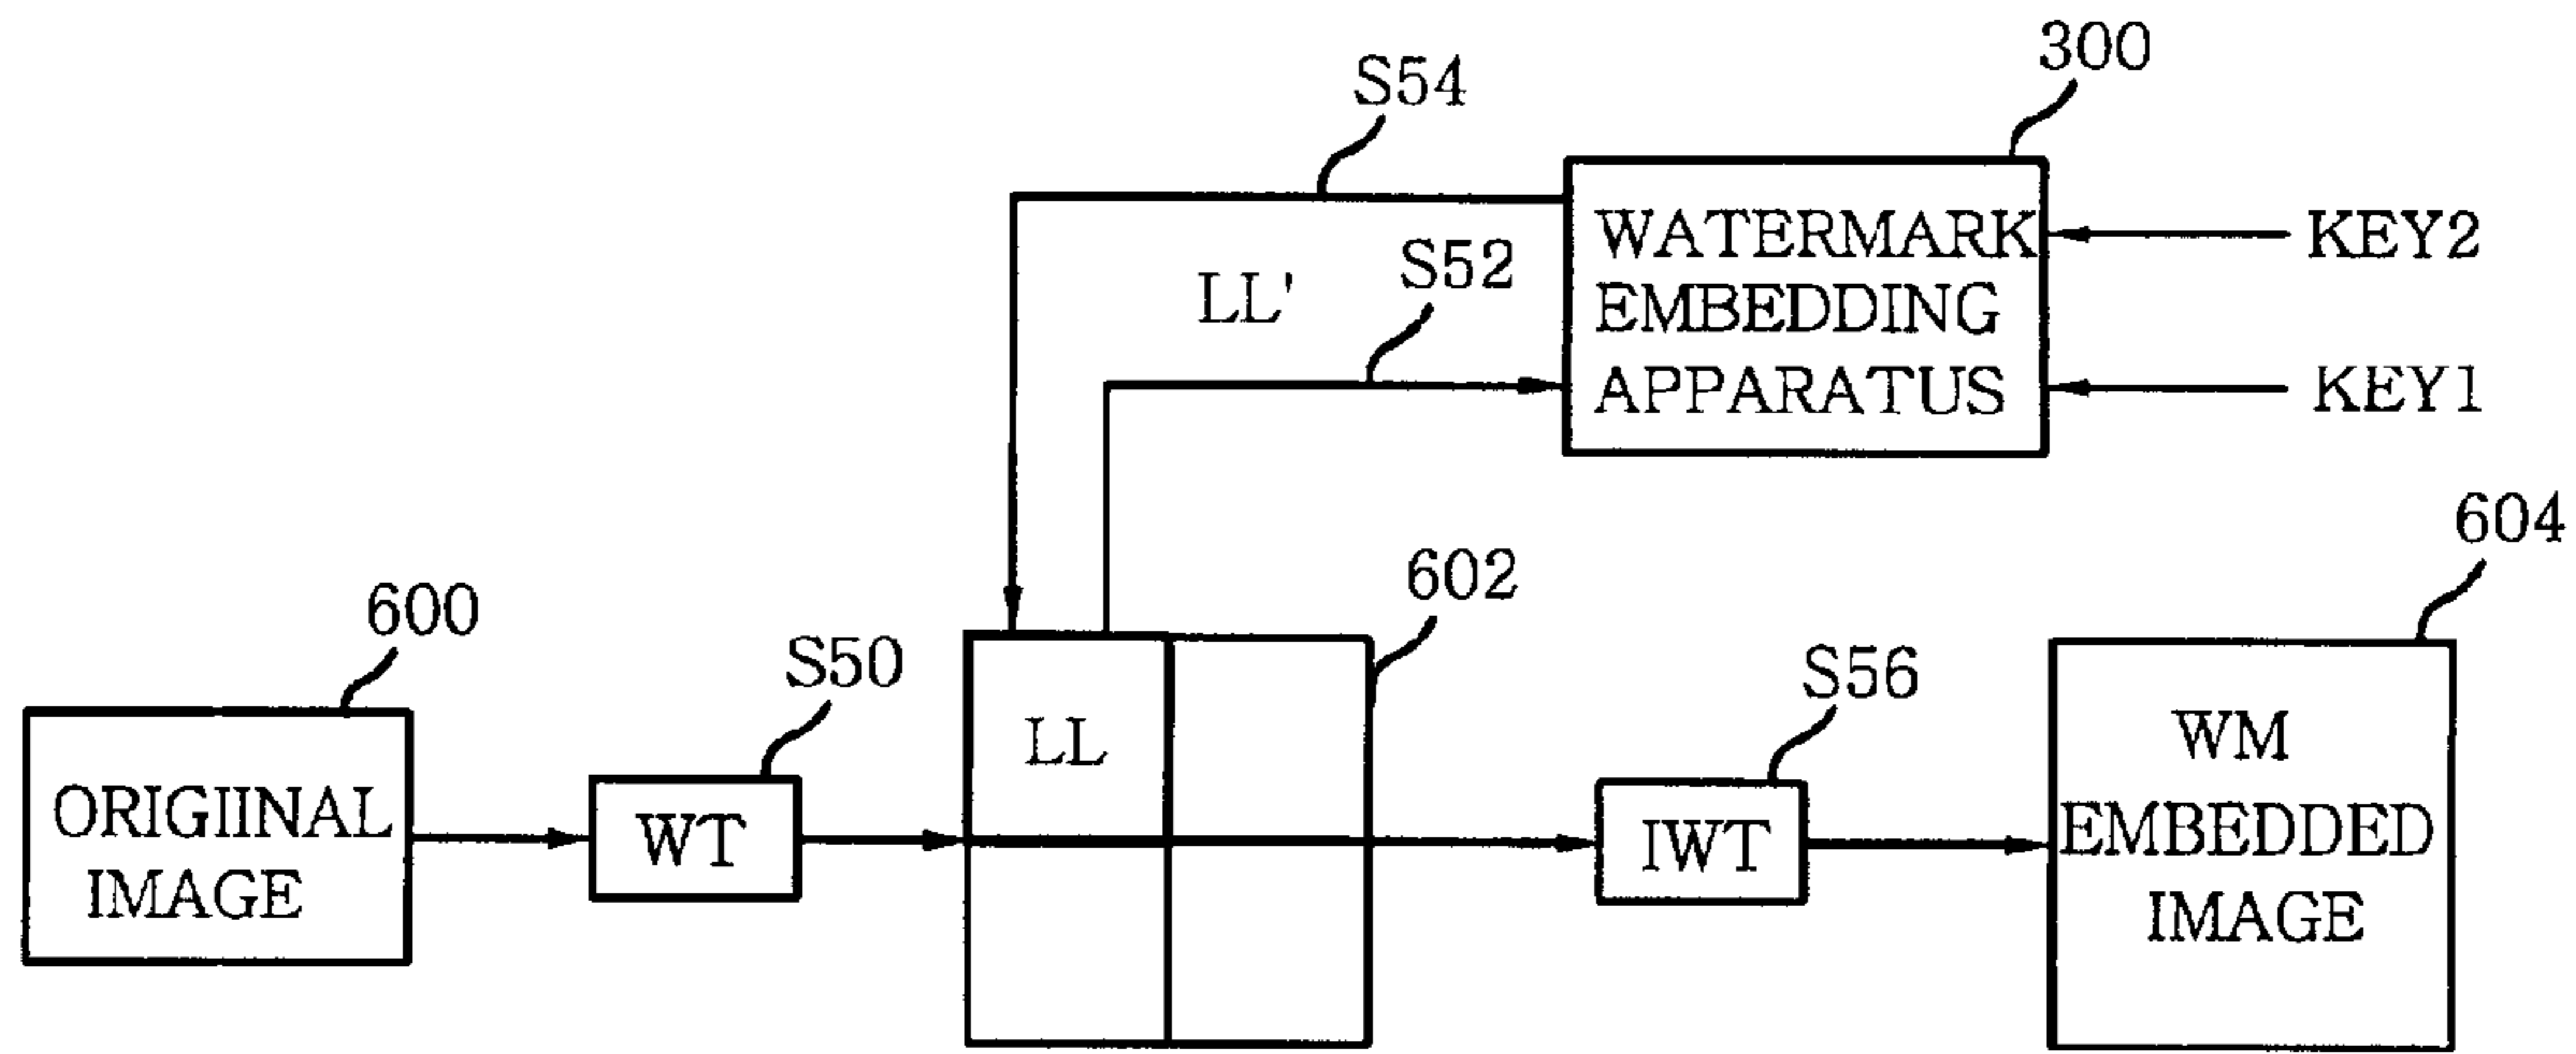 300
S54
WATERMARK
EMBEDDING
APPARATUS
KEY2
S52
LL'
KEY1
604
602
600
S50
S56
ORIGIINAL
IMAGE
WT
LL
IWT
WM
EMBEDDED
IMAGE